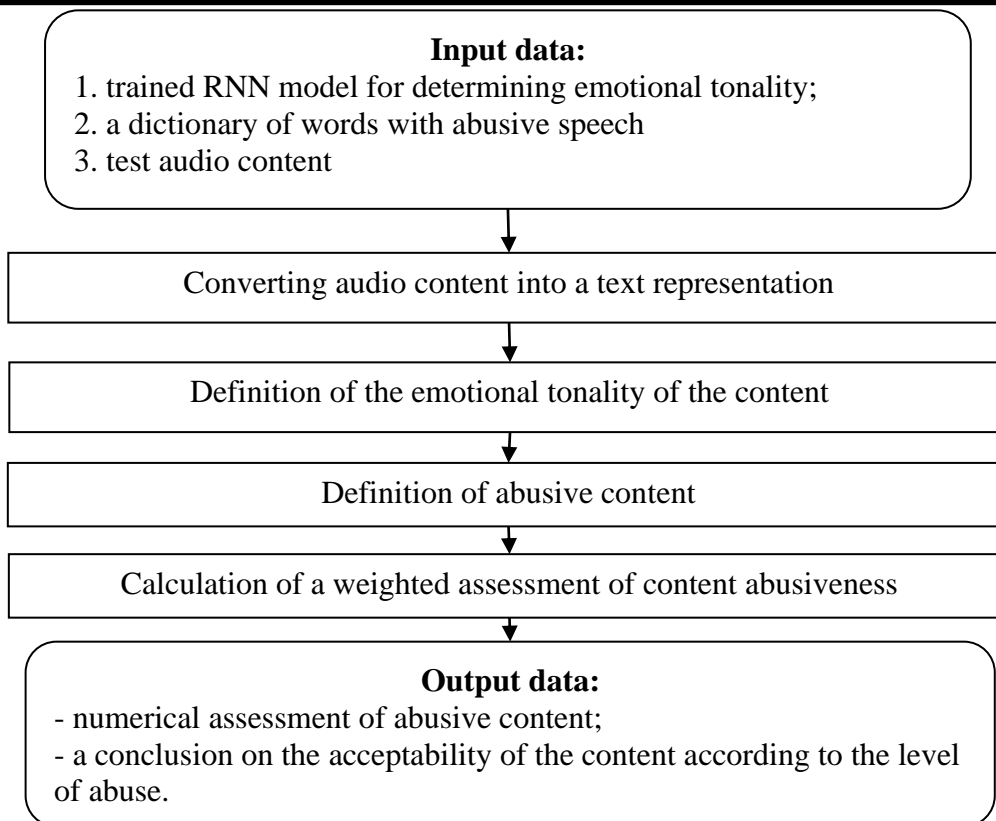 Input data:
1. trained RNN model for determining emotional tonality;
2. a dictionary of words with abusive speech
3. test audio content
Converting audio content into a text representation
Definition of the emotional tonality of the content
Definition of abusive content
Calculation of a weighted assessment of content abusiveness
Output data:
- numerical assessment of abusive content;
- a conclusion on the acceptability of the content according to the level
of abuse.